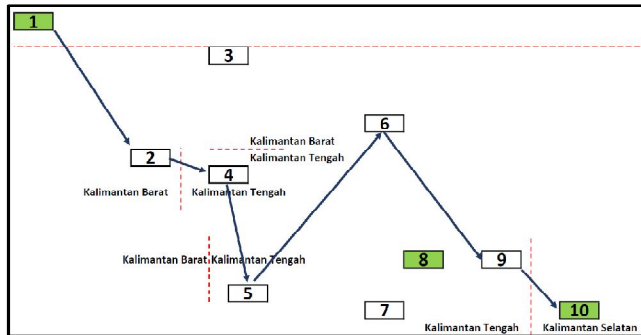 1
3
6
Kalimantan Barat
Kalimantan Tengah
2
4
Kalimantan Barat
Kalimantan Tengah
Kalimantan Barat
Kalimantan Tengah
8
9
5
7
10
Kalimantan Tengah
Kalimantan Selatan